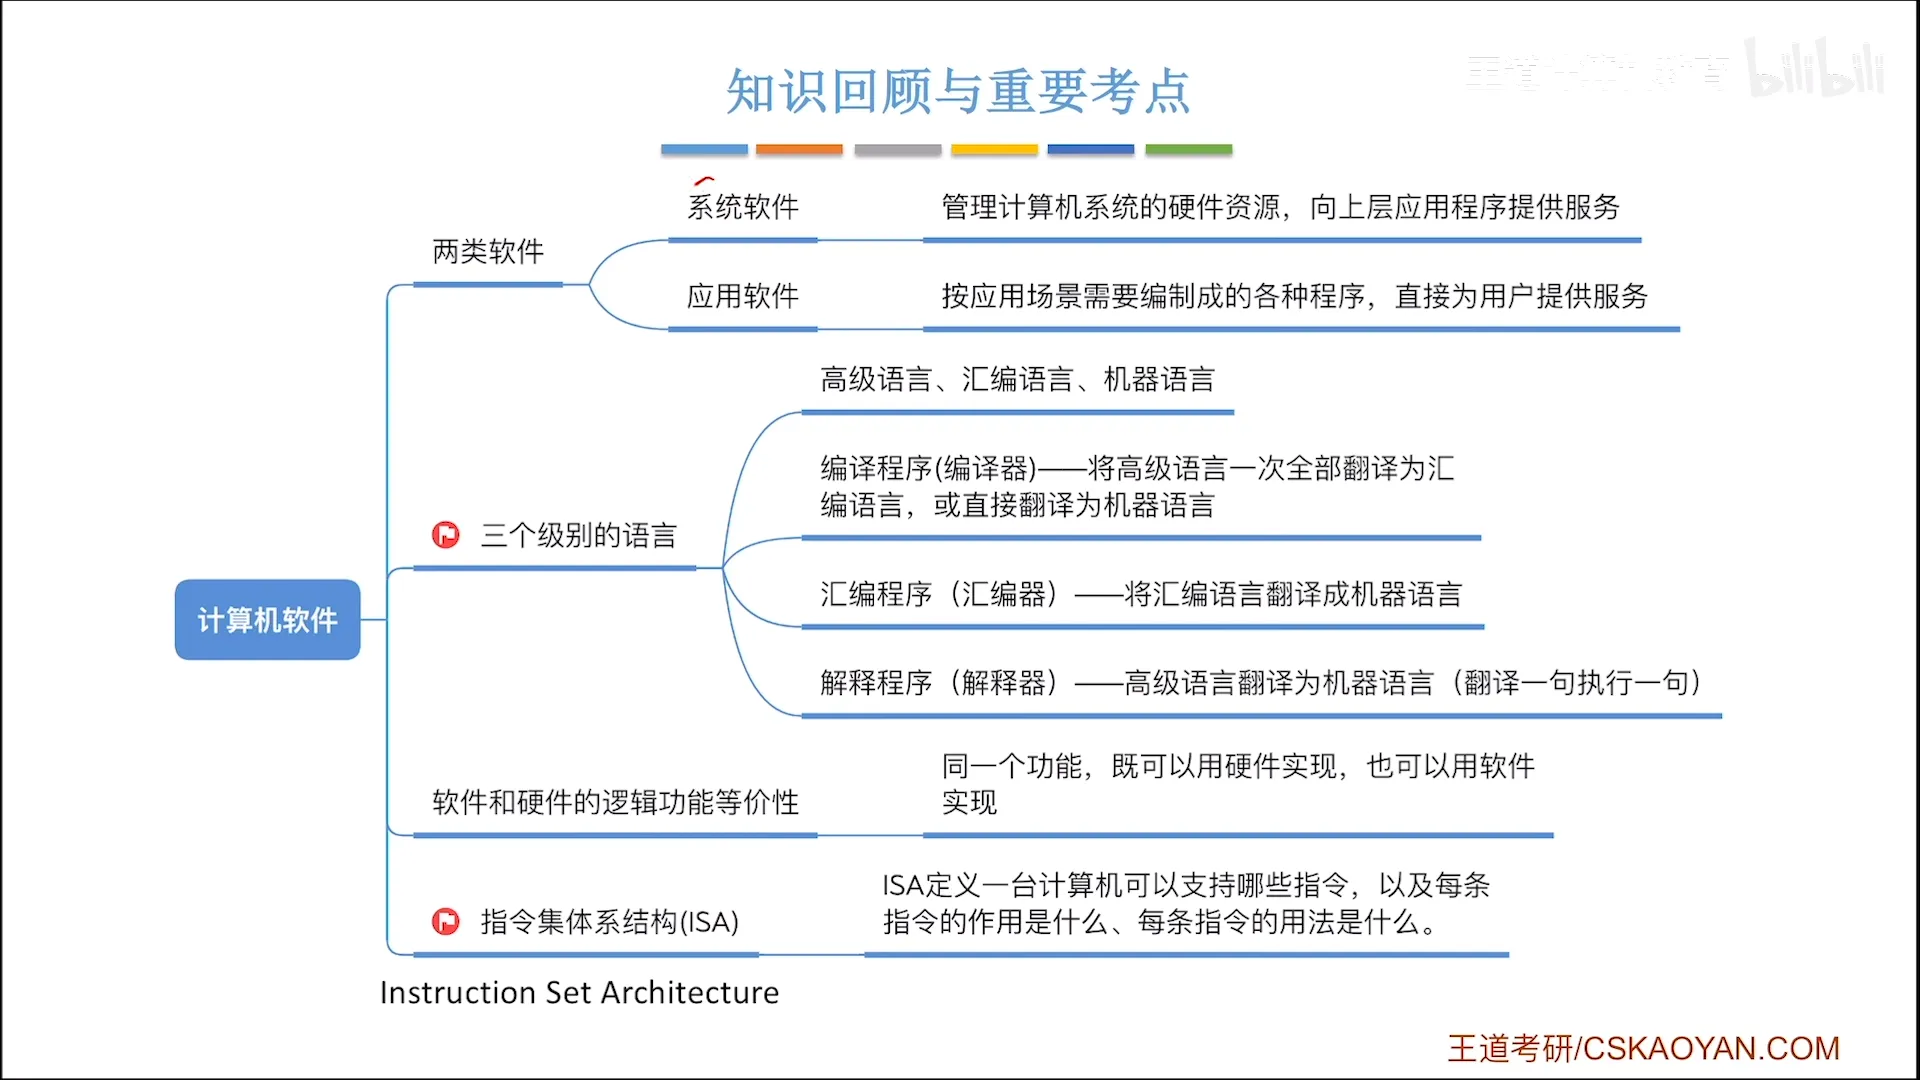 知识回顾与重要考点
bilibili
系统软件
管理计算机系统的硬件资源，向上层应用程序提供服务
两类软件
应用软件
按应用场景需要编制成的各种程序，直接为用户提供服务
高级语言、汇编语言、机器语言
编译程序(编译器)——将高级语言一次全部翻译为汇
编语言，或直接翻译为机器语言
三个级别的语言
汇编程序（汇编器）——将汇编语言翻译成机器语言
计算机软件
解释程序（解释器）——高级语言翻译为机器语言（翻译一句执行一句）
同一个功能，既可以用硬件实现，也可以用软件
实现
软件和硬件的逻辑功能等价性
ISA定义一台计算机可以支持哪些指令，以及每条
指令的作用是什么、每条指令的用法是什么。
指令集体系结构(ISA)
Instruction Set Architecture
王道考研/CSKAOYAN.COM